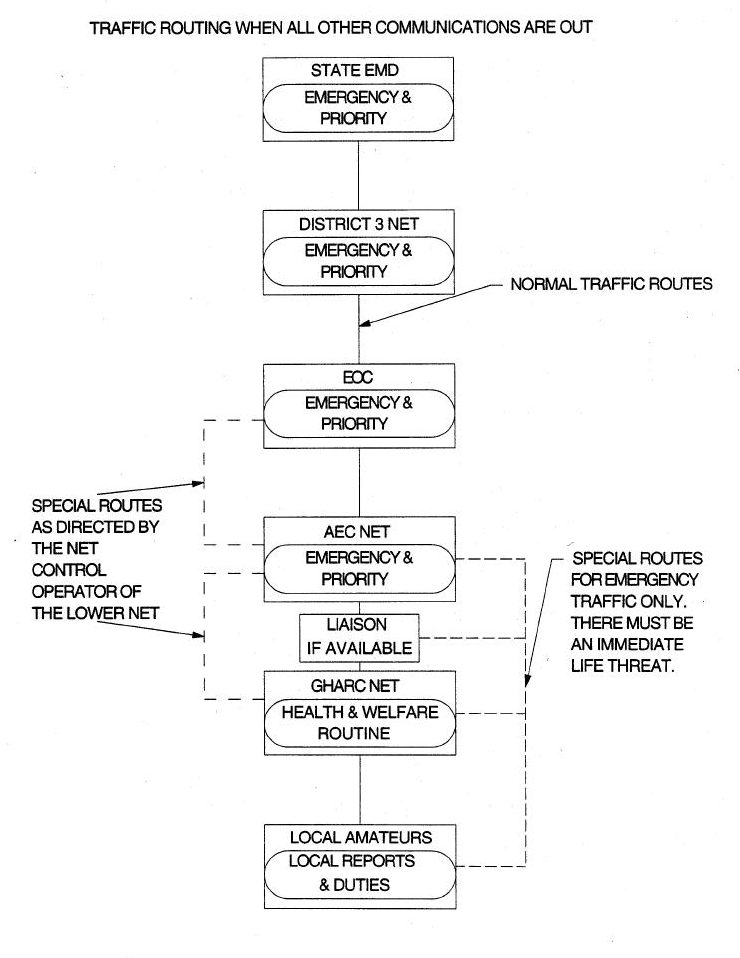 TRAFFIC ROUTING WHEN ALL OTHER COMMUNICATIONS ARE OUT
STATE EMD
EMERGENCY &
PRIORITY
DISTRICT 3 NET
EMERGENCY &
PRIORITY
NORMAL TRAFFIC ROUTES
EOC
EMERGENCY &
PRIORITY
SPECIAL ROUTES
AS DIRECTED BY
THE NET
CONTROL
OPERATOR OF
THE LOWER NET
AEC NET
EMERGENCY &
PRIORITY
SPECIAL ROUTES
FOR EMERGENCY
TRAFFIC ONLY.
THERE MUST BE
AN IMMEDIATE
LIFE THREAT.
LIAISON
IF AVAILABLE
GHARC NET
HEALTH & WELFARE
ROUTINE
LOCAL AMATEURS
LOCAL REPORTS
& DUTIES